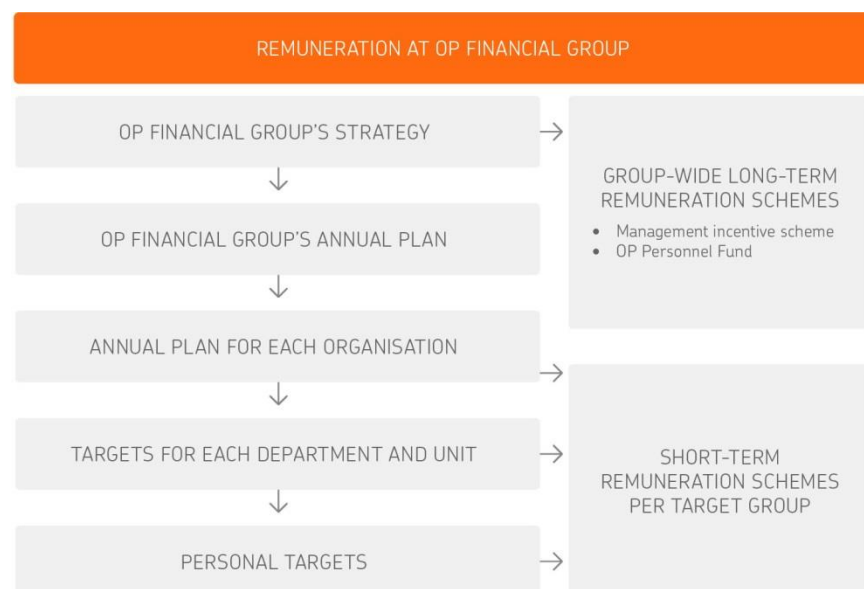 REMUNERATION AT OP FINANCIAL GROUP
OP FINANCIAL GROUP'S STRATEGY
OP FINANCIAL GROUP'S ANNUAL PLAN
ANNUAL PLAN FOR EACH ORGANISATION
TARGETS FOR EACH DEPARTMENT AND UNIT
PERSONAL TARGETS
GROUP-WIDE LONG-TERM
REMUNERATION SCHEMES
• Management incentive scheme
• OP Personnel Fund
SHORT-TERM
REMUNERATION SCHEMES
PER TARGET GROUP